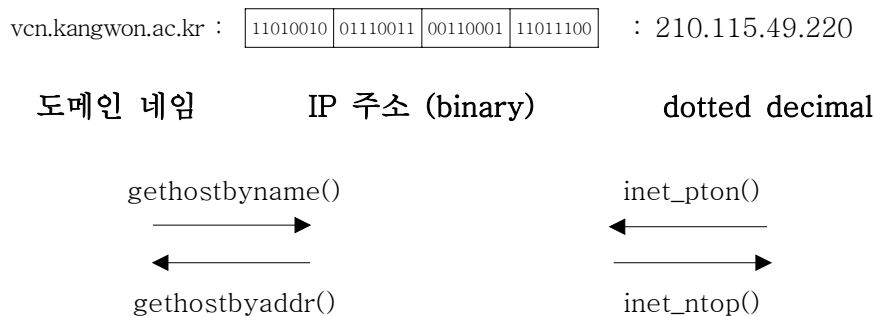 vcn.kangwon.ac.kr : 11010010 01110011 00110001 11011100 : 210.115.49.220
도메인 네임 IP 주소 (binary) dotted decimal
gethostbyname() inet_pton()
gethostbyaddr() inet_ntop()